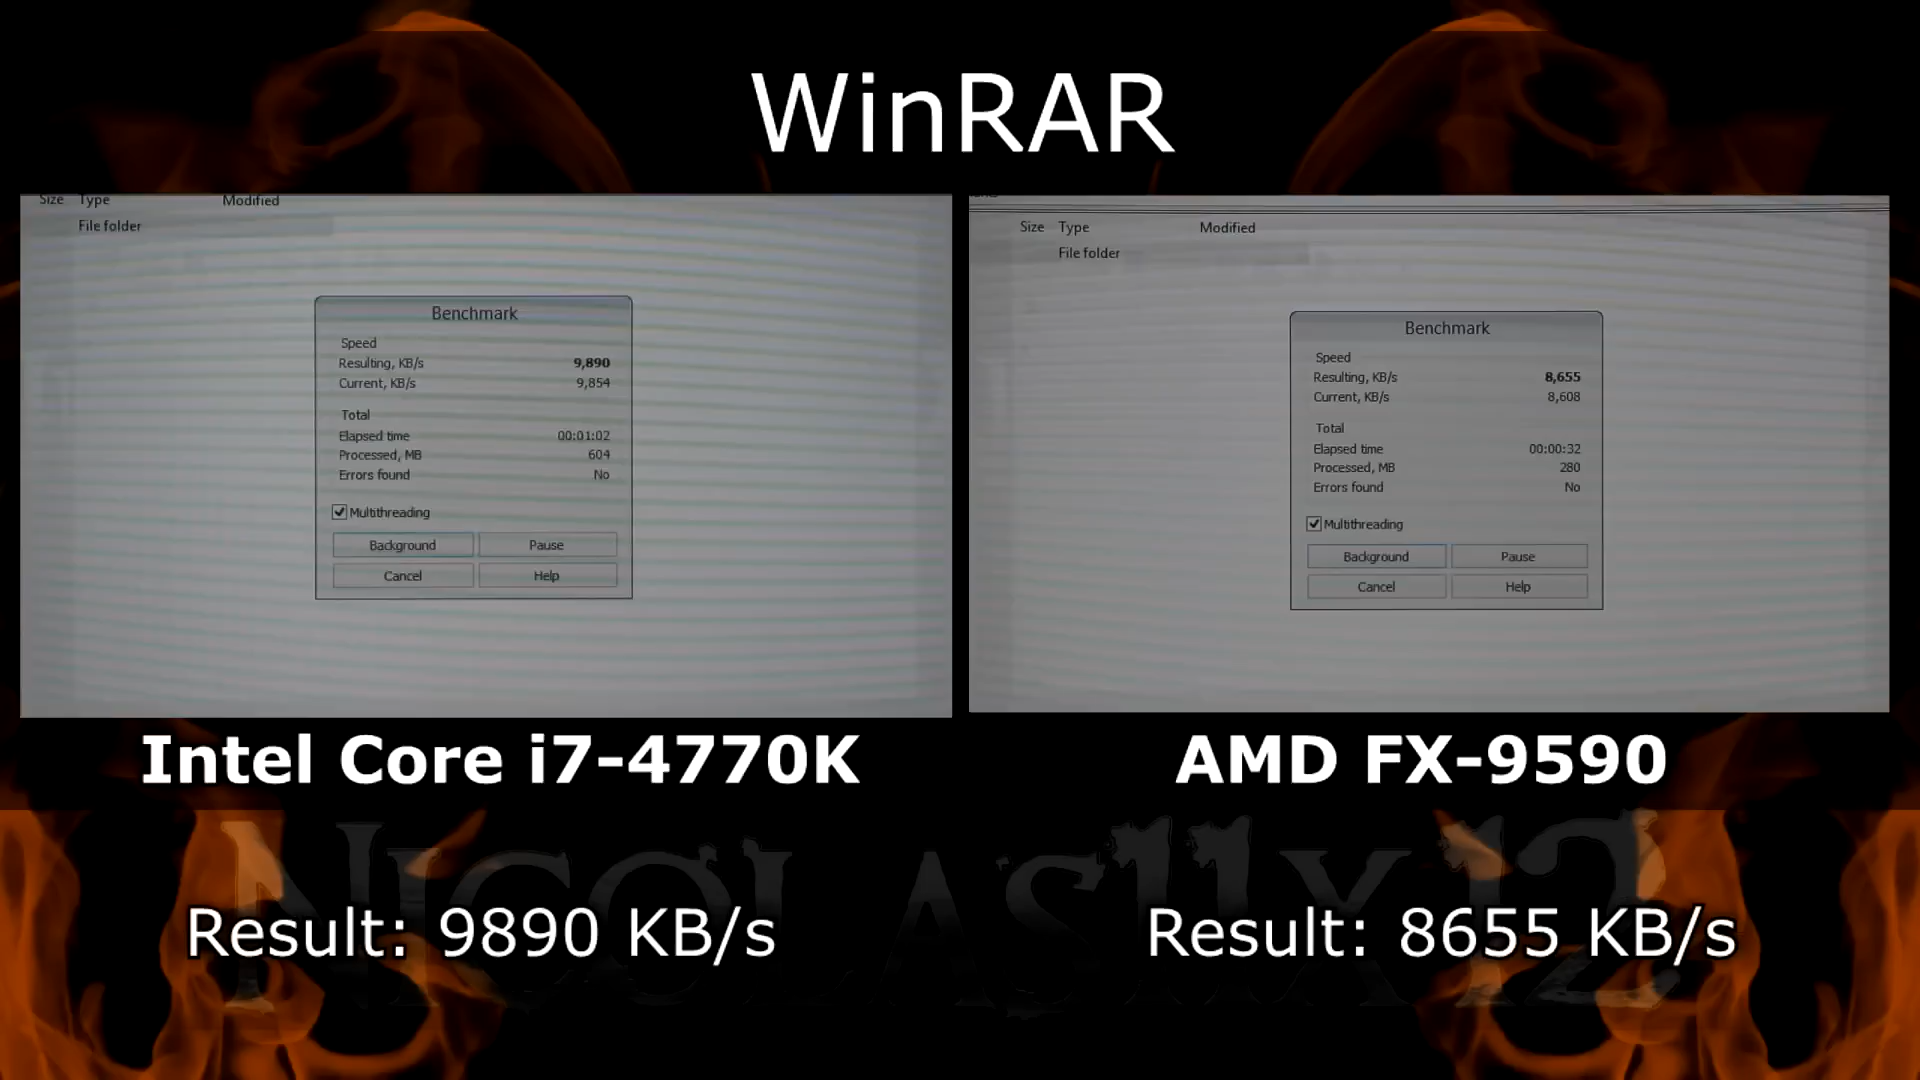 WinRAR
Size Type Modified
File folder
Benchmark
Speed
Resulting, KB/s 9,890
Current, KB/s 9,854
Total
Elapsed time 00:01:02
Processed, MB 604
Errors found No
Multithreading
Background Pause
Cancel Help
Size Type Modified
File folder
Benchmark
Speed
Resulting, KB/s 8,655
Current, KB/s 8,608
Total
Elapsed time 00:00:32
Processed, MB 280
Errors found No
Multithreading
Background Pause
Cancel Help
Intel Core i7-4770K
AMD FX-9590
NICOLAS11X12
Result: 9890 KB/s
Result: 8655 KB/s